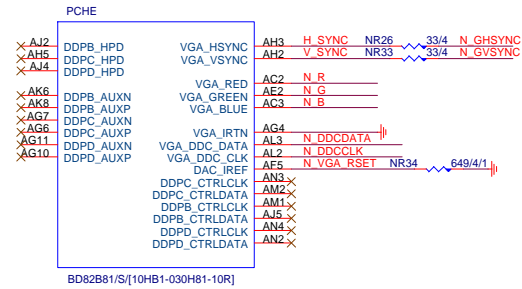 PCHE
AJ2 DDPB_HPD VGA_HSYNC AH3 H_SYNC NR26 33/4 N_GHSYNC
AH5 DDPC_HPD VGA_VSYNC AH2 V_SYNC NR33 33/4 N_GVSYNC
AJ4 DDPD_HPD
VGA_RED AC2 N_R
AK6 DDPB_AUXN VGA_GREEN AE2 N_G
AK8 DDPB_AUXP VGA_BLUE AC3 N_B
AG7 DDPC_AUXN
AG6 DDPC_AUXP VGA_IRTN AG4
AG11 DDPD_AUXN VGA_DDC_DATA AL3 N_DDCDATA
AG10 DDPD_AUXP VGA_DDC_CLK AL2 N_DDCCLK
DAC_IREF AF5 N_VGA_RSET NR34 649/4/1
DDPC_CTRLCLK AN3
DDPC_CTRLDATA AM2
DDPB_CTRLCLK AM1
DDPB_CTRLDATA AJ5
DDPD_CTRLCLK AN4
DDPD_CTRLDATA AN2
BD82B81/S/[10HB1-030H81-10R]